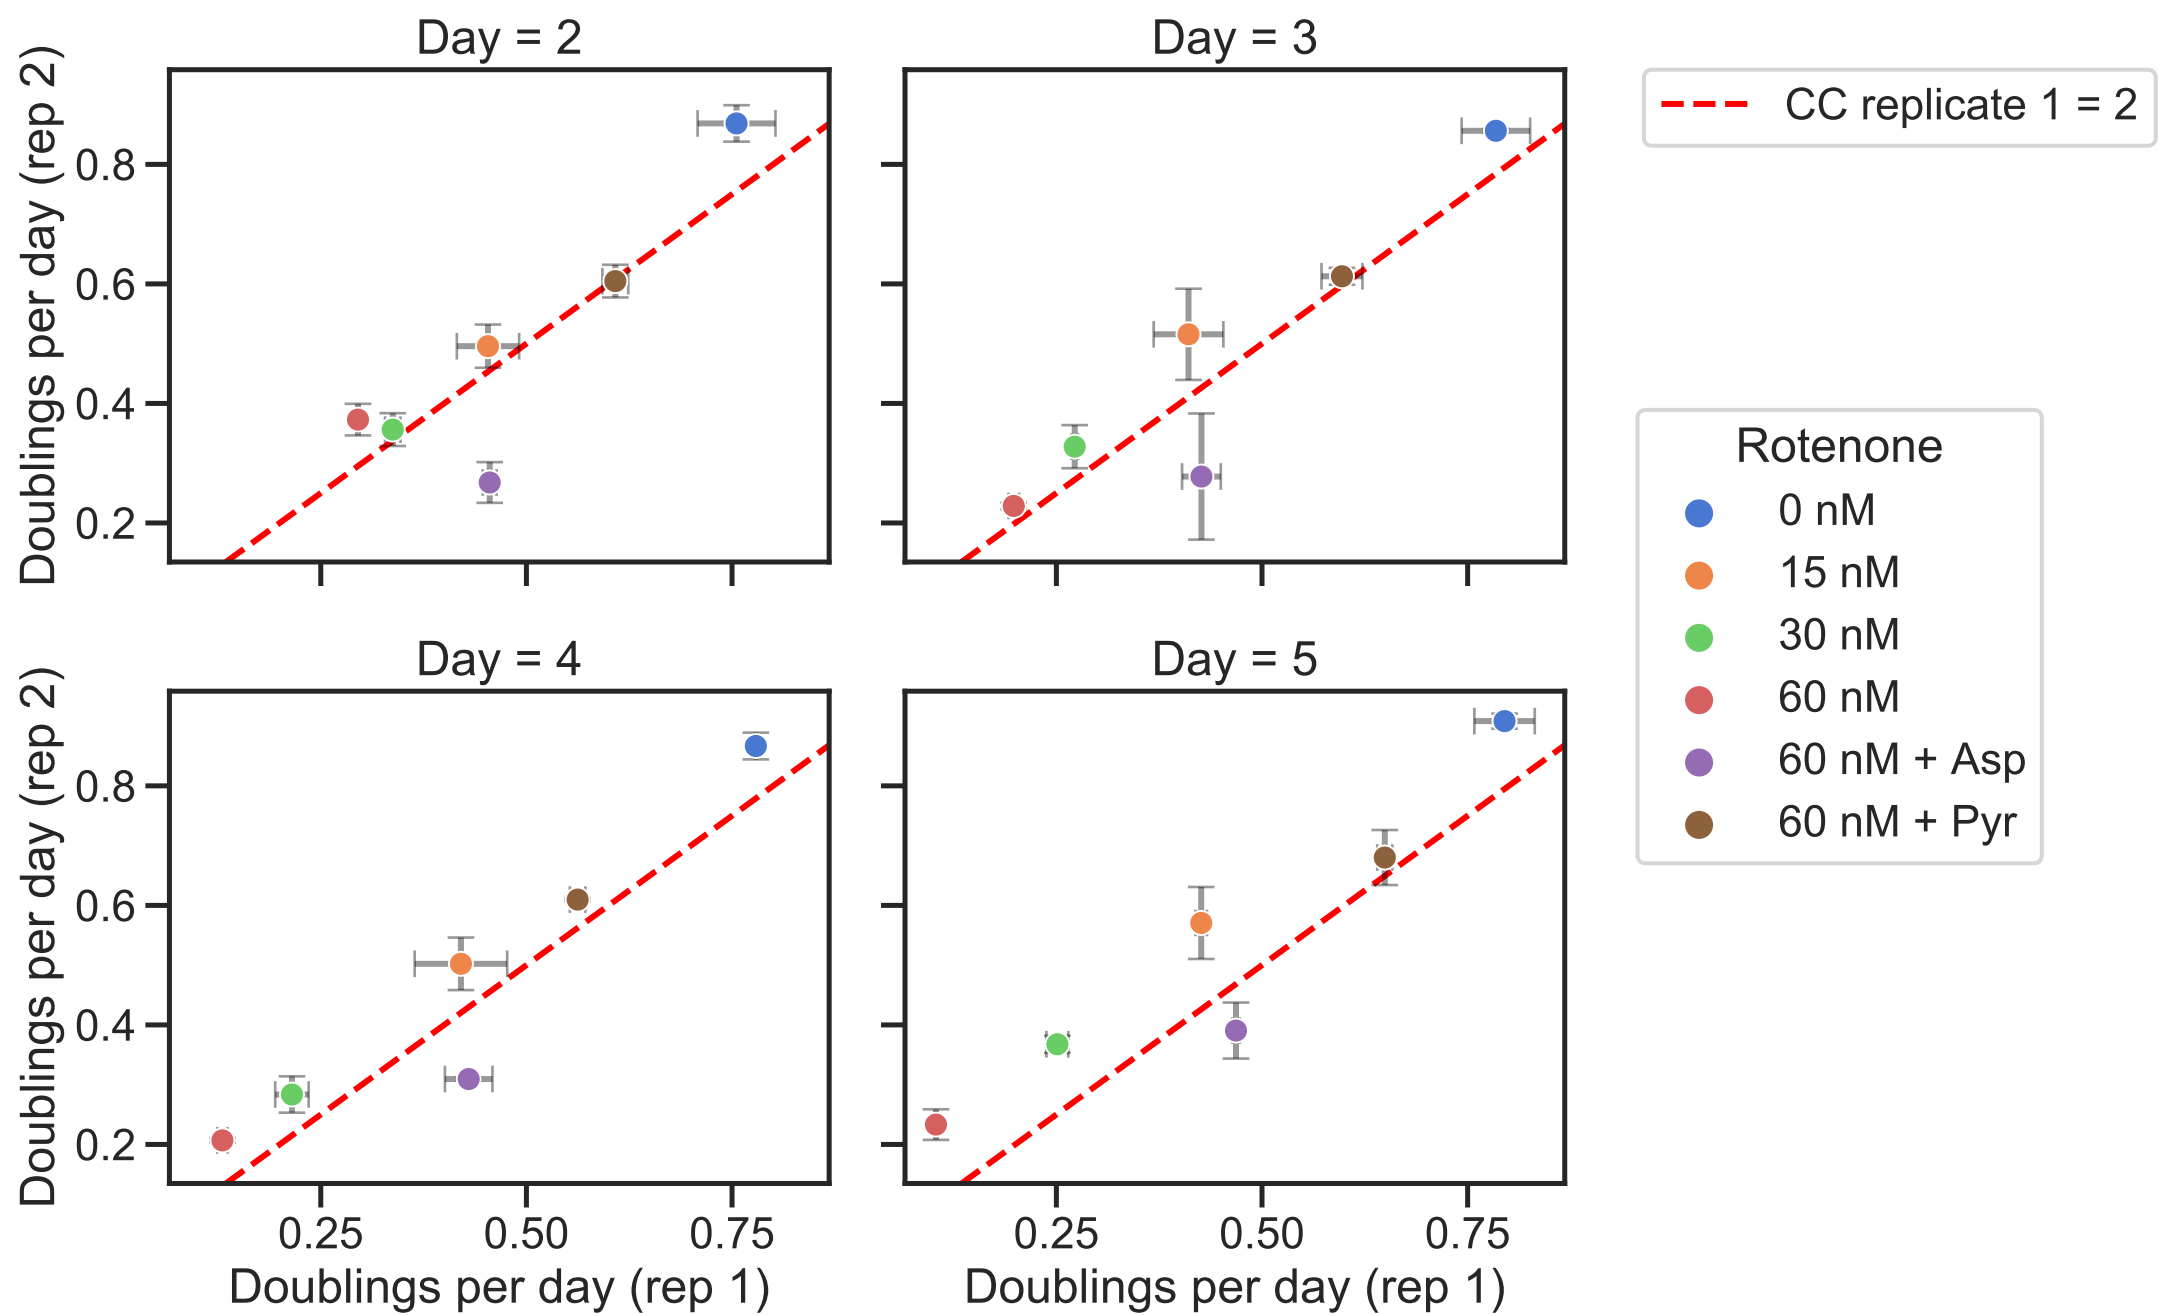 Day = 2
Day = 3
Doublings per day (rep 2)
0.8
0.6
0.4
0.2
CC replicate 1 = 2
Day = 4
Day = 5
Doublings per day (rep 2)
0.8
0.6
0.4
0.2
0.25 0.50 0.75
0.25 0.50 0.75
Doublings per day (rep 1)
Doublings per day (rep 1)
Rotenone
0 nM
15 nM
30 nM
60 nM
60 nM + Asp
60 nM + Pyr